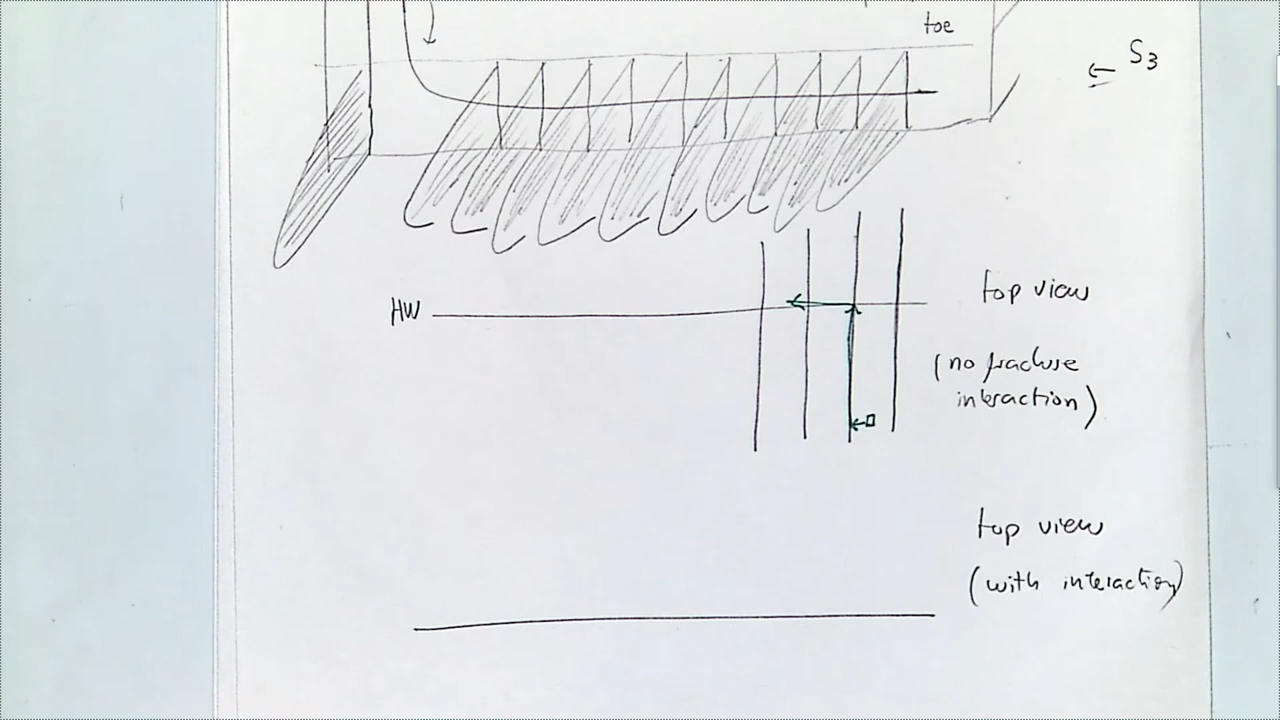 toe
← S3
HW
top view
(no fracture
interaction)
top view
(with interaction)